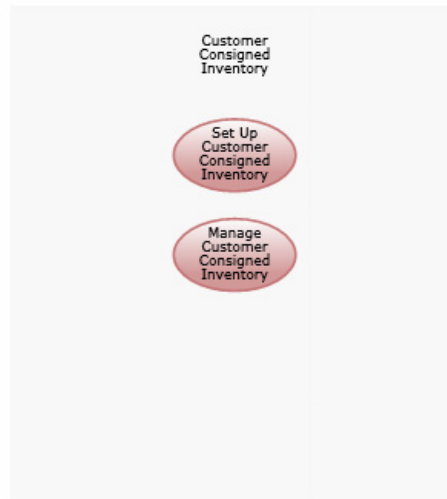 Customer
Consigned
Inventory
Set Up
Customer
Consigned
Inventory
Manage
Customer
Consigned
Inventory